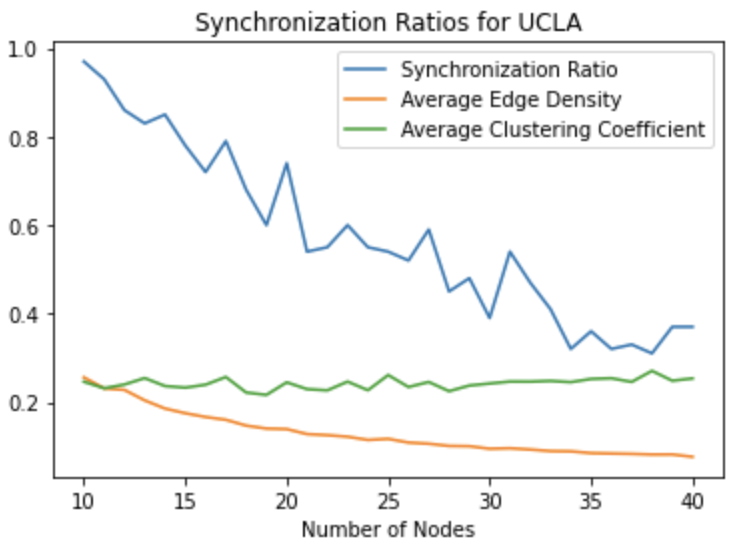 Synchronization Ratios for UCLA
Synchronization Ratio
Average Edge Density
Average Clustering Coefficient
1.0
0.8
0.6
0.4
0.2
10 15 20 25 30 35 40
Number of Nodes